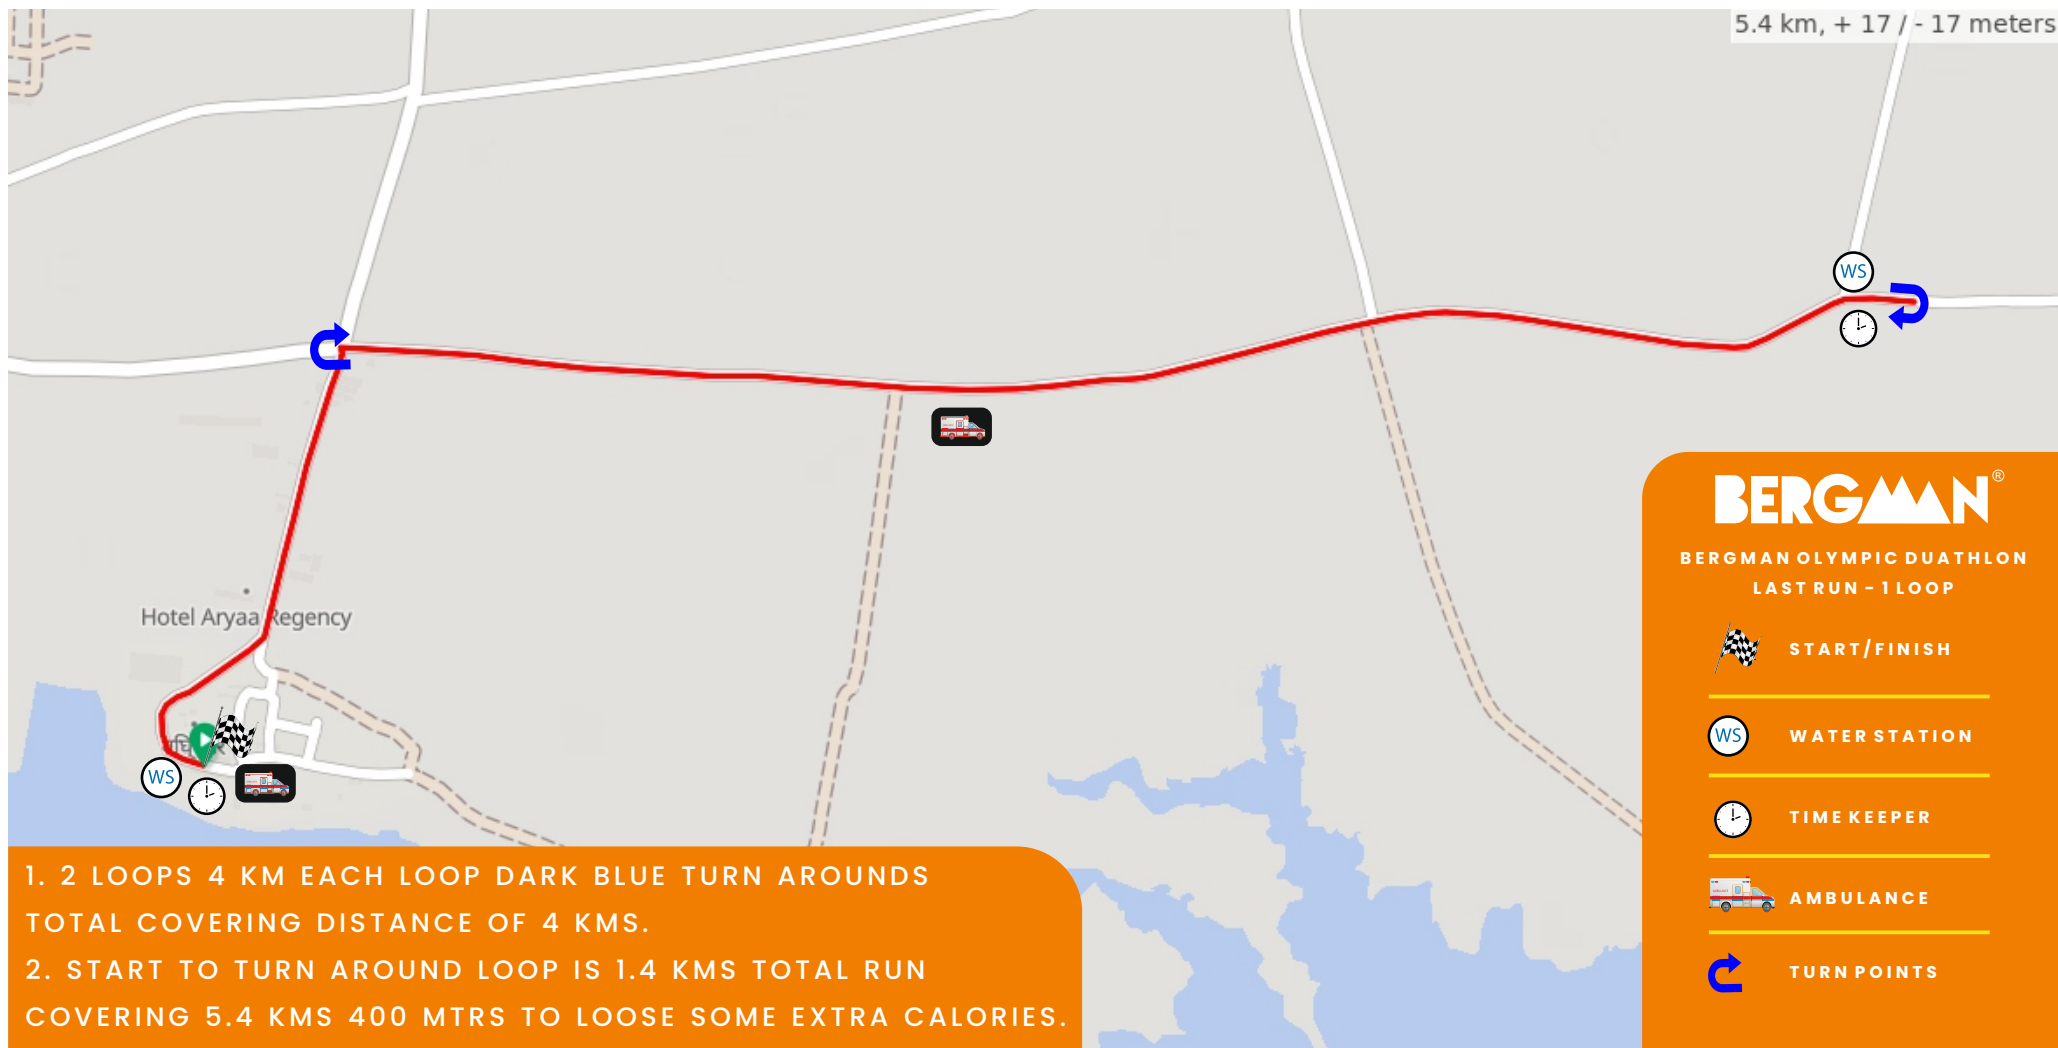 5.4 km, + 17 / - 17 meters
WS
Hotel Aryaa Regency
WS
BERGMAN®
BERGMAN OLYMPIC DUATHLON
LAST RUN - 1 LOOP
START/FINISH
WS WATER STATION
TIME KEEPER
AMBULANCE
TURN POINTS
1. 2 LOOPS 4 KM EACH LOOP DARK BLUE TURN AROUNDS
TOTAL COVERING DISTANCE OF 4 KMS.
2. START TO TURN AROUND LOOP IS 1.4 KMS TOTAL RUN
COVERING 5.4 KMS 400 MTRS TO LOOSE SOME EXTRA CALORIES.